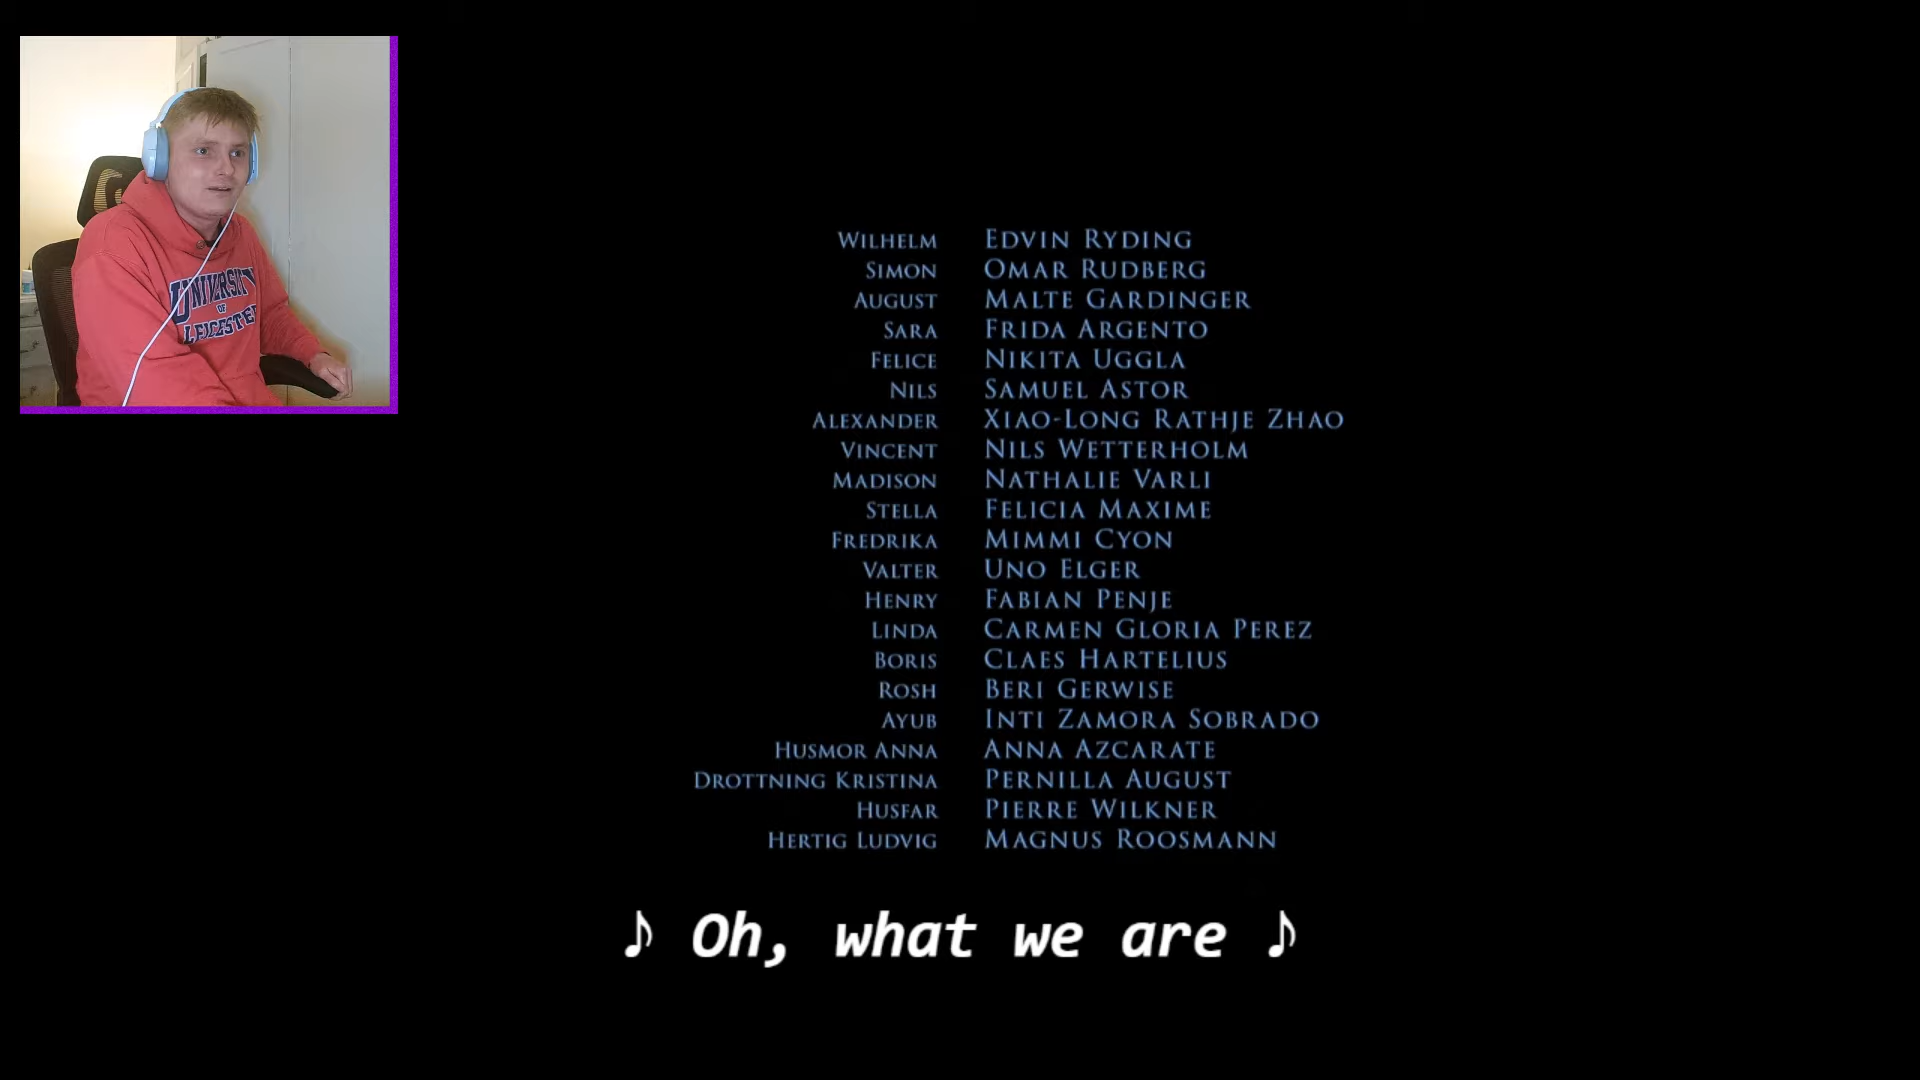 UNIVERSITY
OF
LEICESTER
WILHELM EDVIN RYDING
SIMON OMAR RUDBERG
AUGUST MALTE GARDINGER
SARA FRIDA ARGENTO
FELICE NIKITA UGGLA
NILS SAMUEL ASTOR
ALEXANDER XIAO-LONG RATHJE ZHAO
VINCENT NILS WETTERHOLM
MADISON NATHALIE VARLI
STELLA FELICIA MAXIME
FREDRIKA MIMMI CYON
VALTER UNO ELGER
HENRY FABIAN PENJE
LINDA CARMEN GLORIA PEREZ
BORIS CLAES HARTELIUS
ROSH BERI GERWISE
AYUB INTI ZAMORA SOBRADO
HUSMOR ANNA ANNA AZCARATE
DROTTNING KRISTINA PERNILLA AUGUST
HUSFAR PIERRE WILKNER
HERTIG LUDVIG MAGNUS ROOSMANN
♪ Oh, what we are ♪